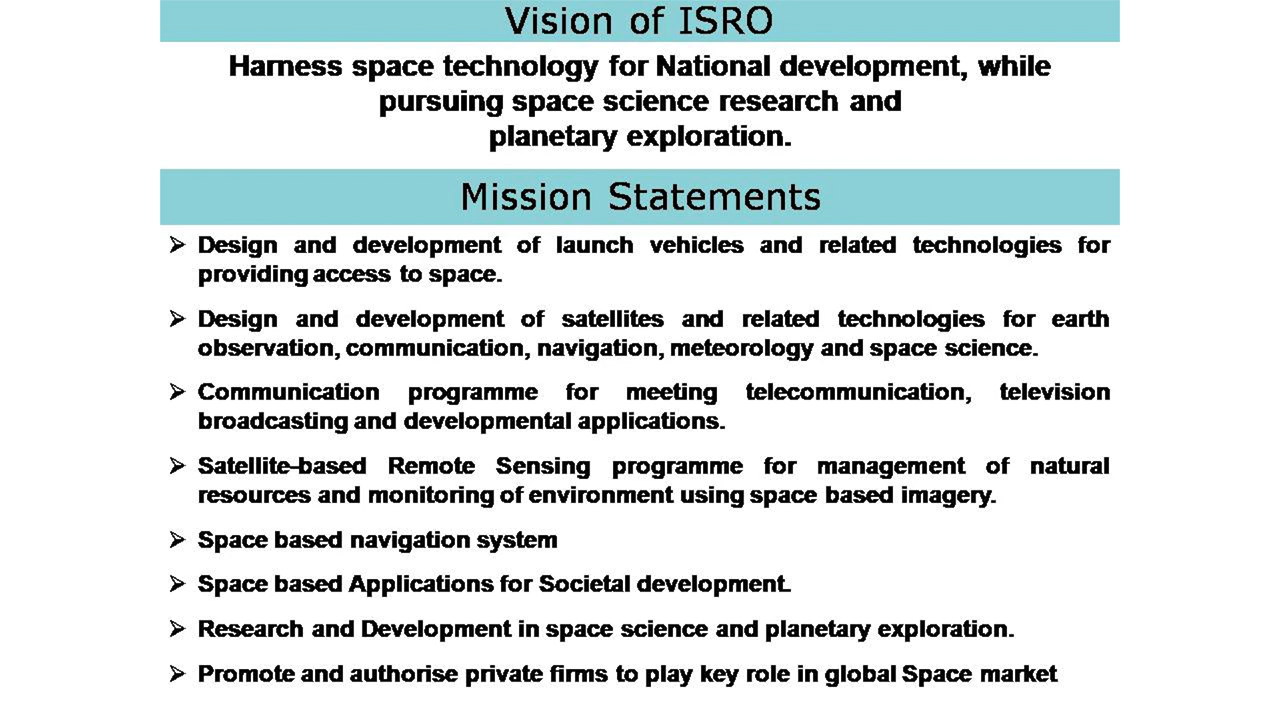 Vision of ISRO
Harness space technology for National development, while
pursuing space science research and
planetary exploration.
Mission Statements
➢ Design and development of launch vehicles and related technologies for
providing access to space.
➢ Design and development of satellites and related technologies for earth
observation, communication, navigation, meteorology and space science.
➢ Communication programme for meeting telecommunication, television
broadcasting and developmental applications.
➢ Satellite-based Remote Sensing programme for management of natural
resources and monitoring of environment using space based imagery.
➢ Space based navigation system
➢ Space based Applications for Societal development.
➢ Research and Development in space science and planetary exploration.
➢ Promote and authorise private firms to play key role in global Space market